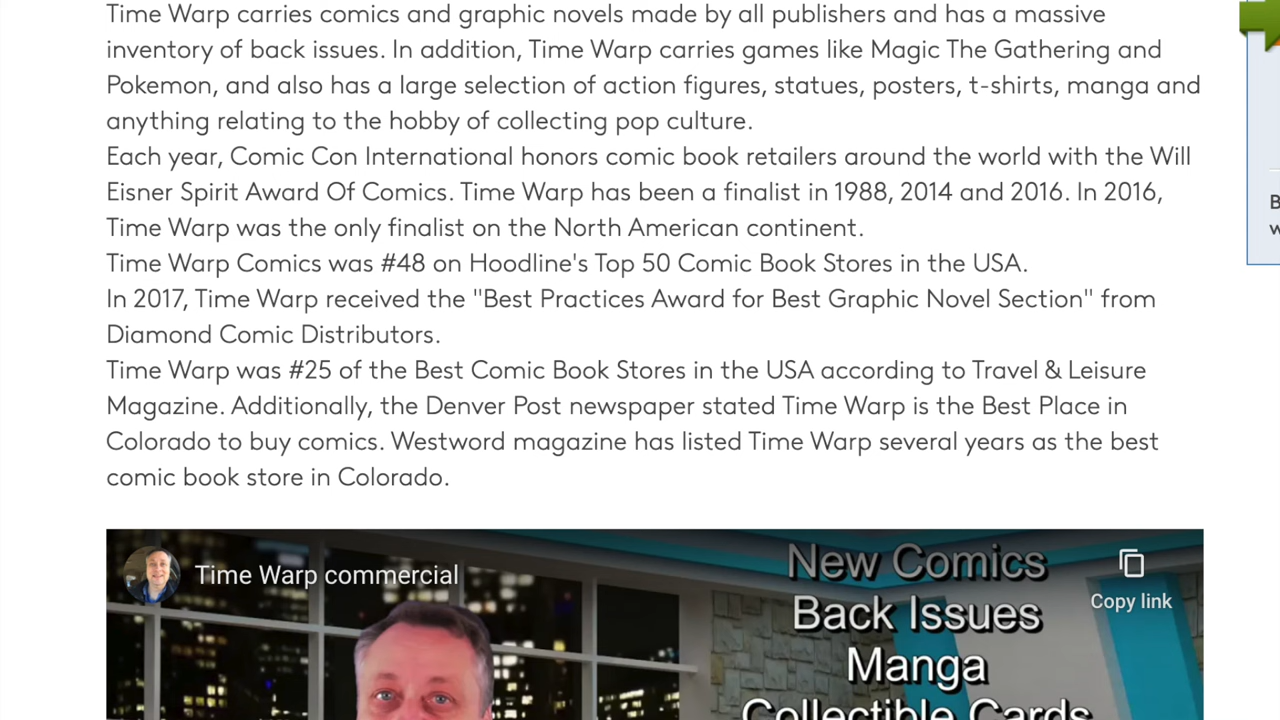 Time Warp carries comics and graphic novels made by all publishers and has a massive
inventory of back issues. In addition, Time Warp carries games like Magic The Gathering and
Pokemon, and also has a large selection of action figures, statues, posters, t-shirts, manga and
anything relating to the hobby of collecting pop culture.
Each year, Comic Con International honors comic book retailers around the world with the Will
Eisner Spirit Award Of Comics. Time Warp has been a finalist in 1988, 2014 and 2016. In 2016,
Time Warp was the only finalist on the North American continent.
Time Warp Comics was #48 on Hoodline's Top 50 Comic Book Stores in the USA.
In 2017, Time Warp received the "Best Practices Award for Best Graphic Novel Section" from
Diamond Comic Distributors.
Time Warp was #25 of the Best Comic Book Stores in the USA according to Travel & Leisure
Magazine. Additionally, the Denver Post newspaper stated Time Warp is the Best Place in
Colorado to buy comics. Westword magazine has listed Time Warp several years as the best
comic book store in Colorado.
Time Warp commercial
New Comics
Back Issues
Manga
Collectible Cards
Copy link